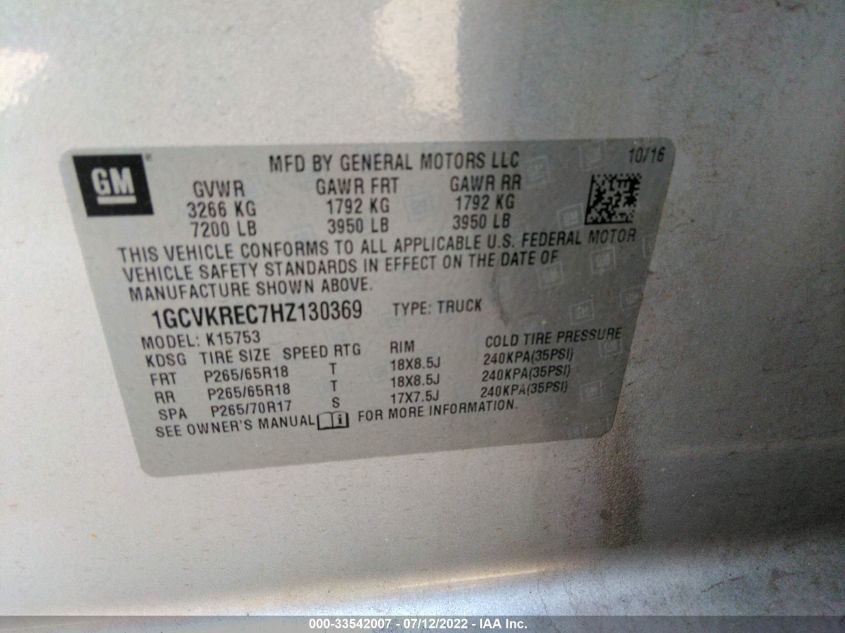 GM
MFD BY GENERAL MOTORS LLC 10/16
GVWR GAWR FRT GAWR RR
3266 KG 1792 KG 1792 KG
7200 LB 3950 LB 3950 LB
THIS VEHICLE CONFORMS TO ALL APPLICABLE U.S. FEDERAL MOTOR
VEHICLE SAFETY STANDARDS IN EFFECT ON THE DATE OF
MANUFACTURE SHOWN ABOVE.
1GCVKREC7HZ130369 TYPE: TRUCK
MODEL: K15753
KDSG TIRE SIZE SPEED RTG RIM COLD TIRE PRESSURE
FRT P265/65R18 T 18X8.5J 240KPA(35PSI)
RR P265/65R18 T 18X8.5J 240KPA(35PSI)
SPA P265/70R17 S 17X7.5J 240KPA(35PSI)
SEE OWNER'S MANUAL i FOR MORE INFORMATION.
000-33542007 - 07/12/2022 - IAA Inc.